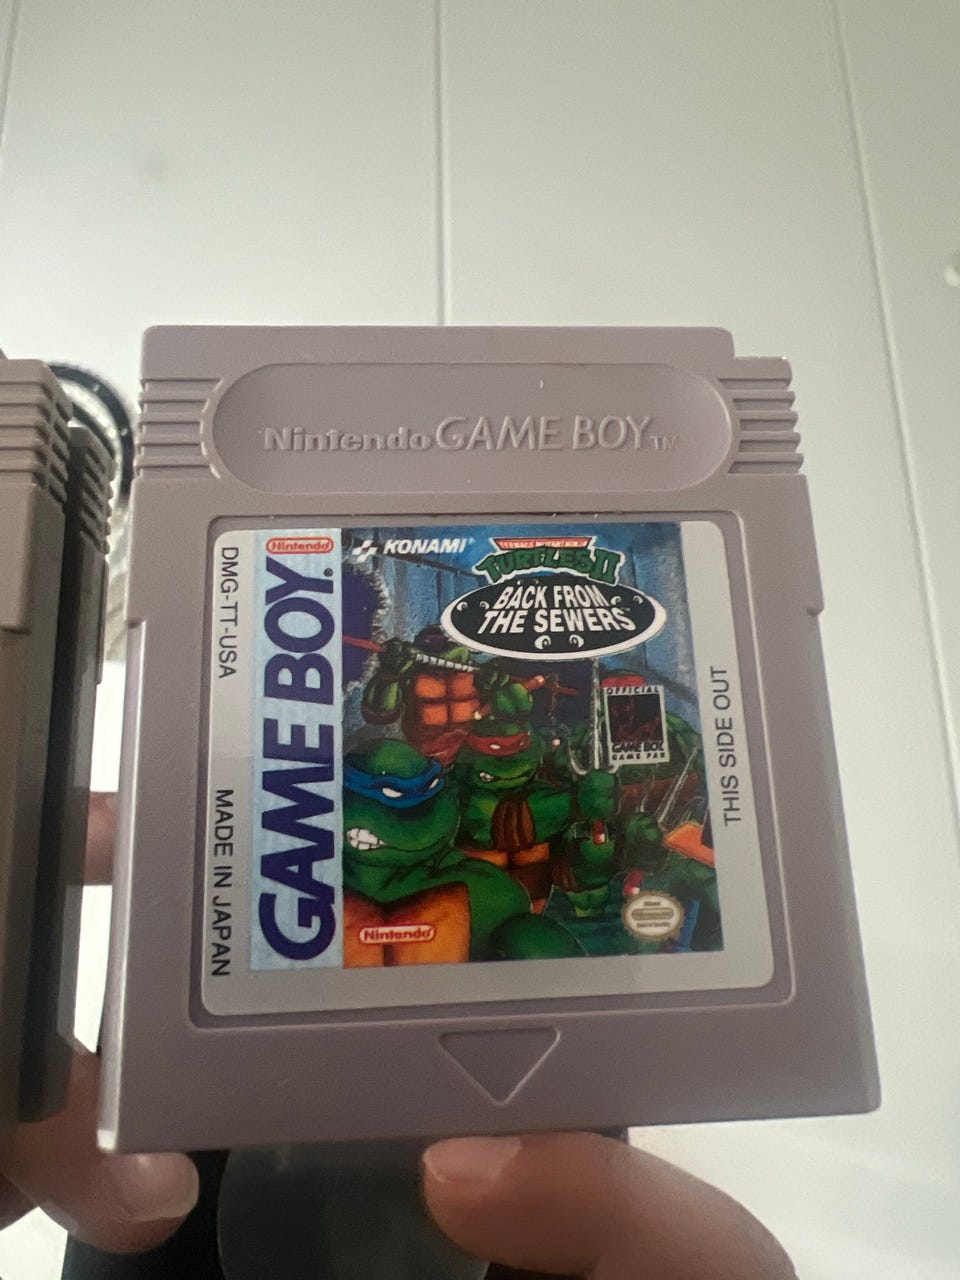 Nintendo GAME BOY TM
DMG-TT-USA
MADE IN JAPAN
Nintendo
GAME BOY
KONAMI
TURTLES II
BACK FROM
THE SEWERS
OFFICIAL
GAME BOY
THIS SIDE OUT
Nintendo
Nintendo